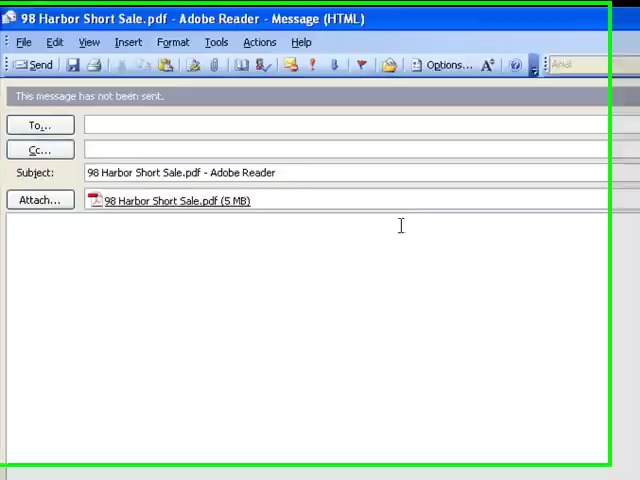 98 Harbor Short Sale.pdf - Adobe Reader - Message (HTML)
File Edit View Insert Format Tools Actions Help
Send Options... Arial
This message has not been sent.
To...
Cc...
Subject: 98 Harbor Short Sale.pdf - Adobe Reader
Attach... 98 Harbor Short Sale.pdf (5 MB)